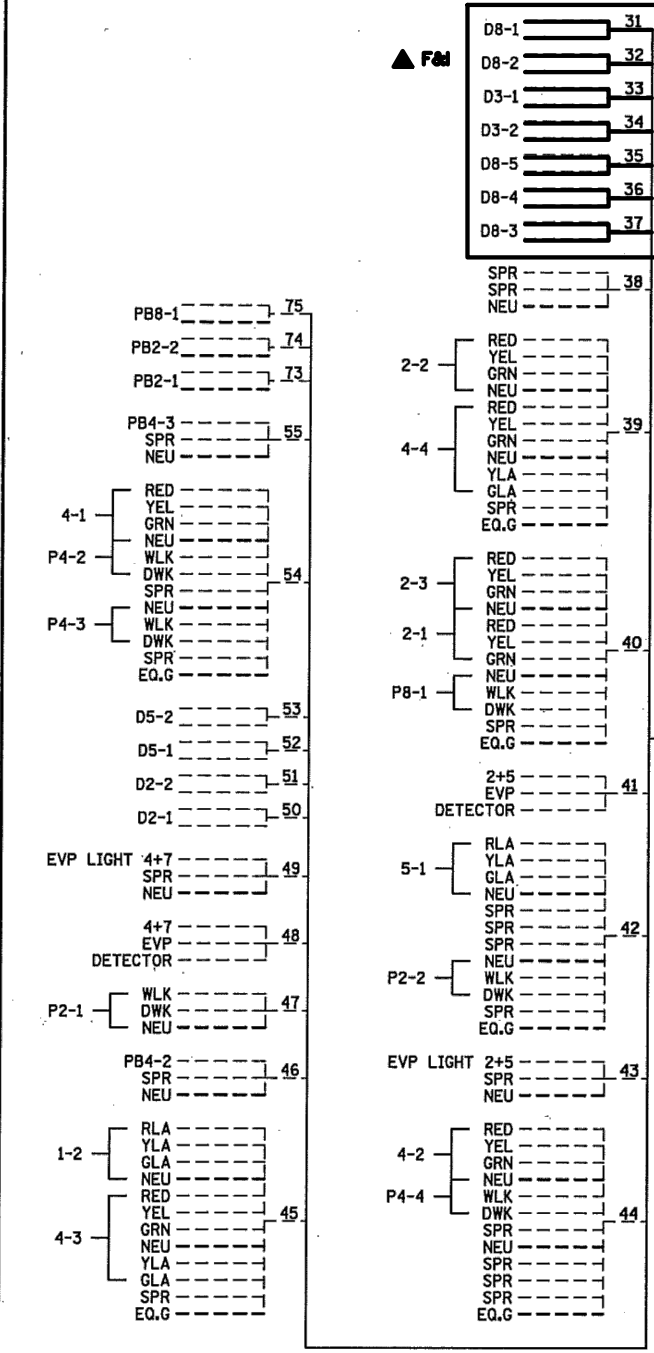 D8-1 31
▲ F&I D8-2 32
D3-1 33
D3-2 34
D8-5 35
D8-4 36
D8-3 37
SPR
SPR 38
NEU
RED
YEL
2-2 GRN
NEU
RED
YEL 39
4-4 GRN
NEU
YLA
GLA
SPR
EQ.G
RED
2-3 YEL
GRN
NEU
2-1 RED
YEL 40
GRN
NEU
P8-1 WLK
DWK
SPR
EQ.G
2+5
EVP 41
DETECTOR
RLA
5-1 YLA
GLA
NEU
SPR
SPR
SPR 42
NEU
P2-2 WLK
DWK
SPR
EQ.G
EVP LIGHT 2+5
SPR 43
NEU
RED
4-2 YEL
GRN
NEU
P4-4 WLK
DWK
SPR 44
NEU
SPR
SPR
SPR
EQ.G
PB8-1 75
PB2-2 74
PB2-1 73
PB4-3
SPR 55
NEU
RED
4-1 YEL
GRN
NEU
P4-2 WLK
DWK 54
SPR
NEU
P4-3 WLK
DWK
SPR
EQ.G
D5-2 53
D5-1 52
D2-2 51
D2-1 50
EVP LIGHT 4+7
SPR 49
NEU
4+7
EVP 48
DETECTOR
WLK
P2-1 DWK 47
NEU
PB4-2
SPR 46
NEU
RLA
1-2 YLA
GLA
NEU
RED
YEL 45
4-3 GRN
NEU
YLA
GLA
SPR
EQ.G